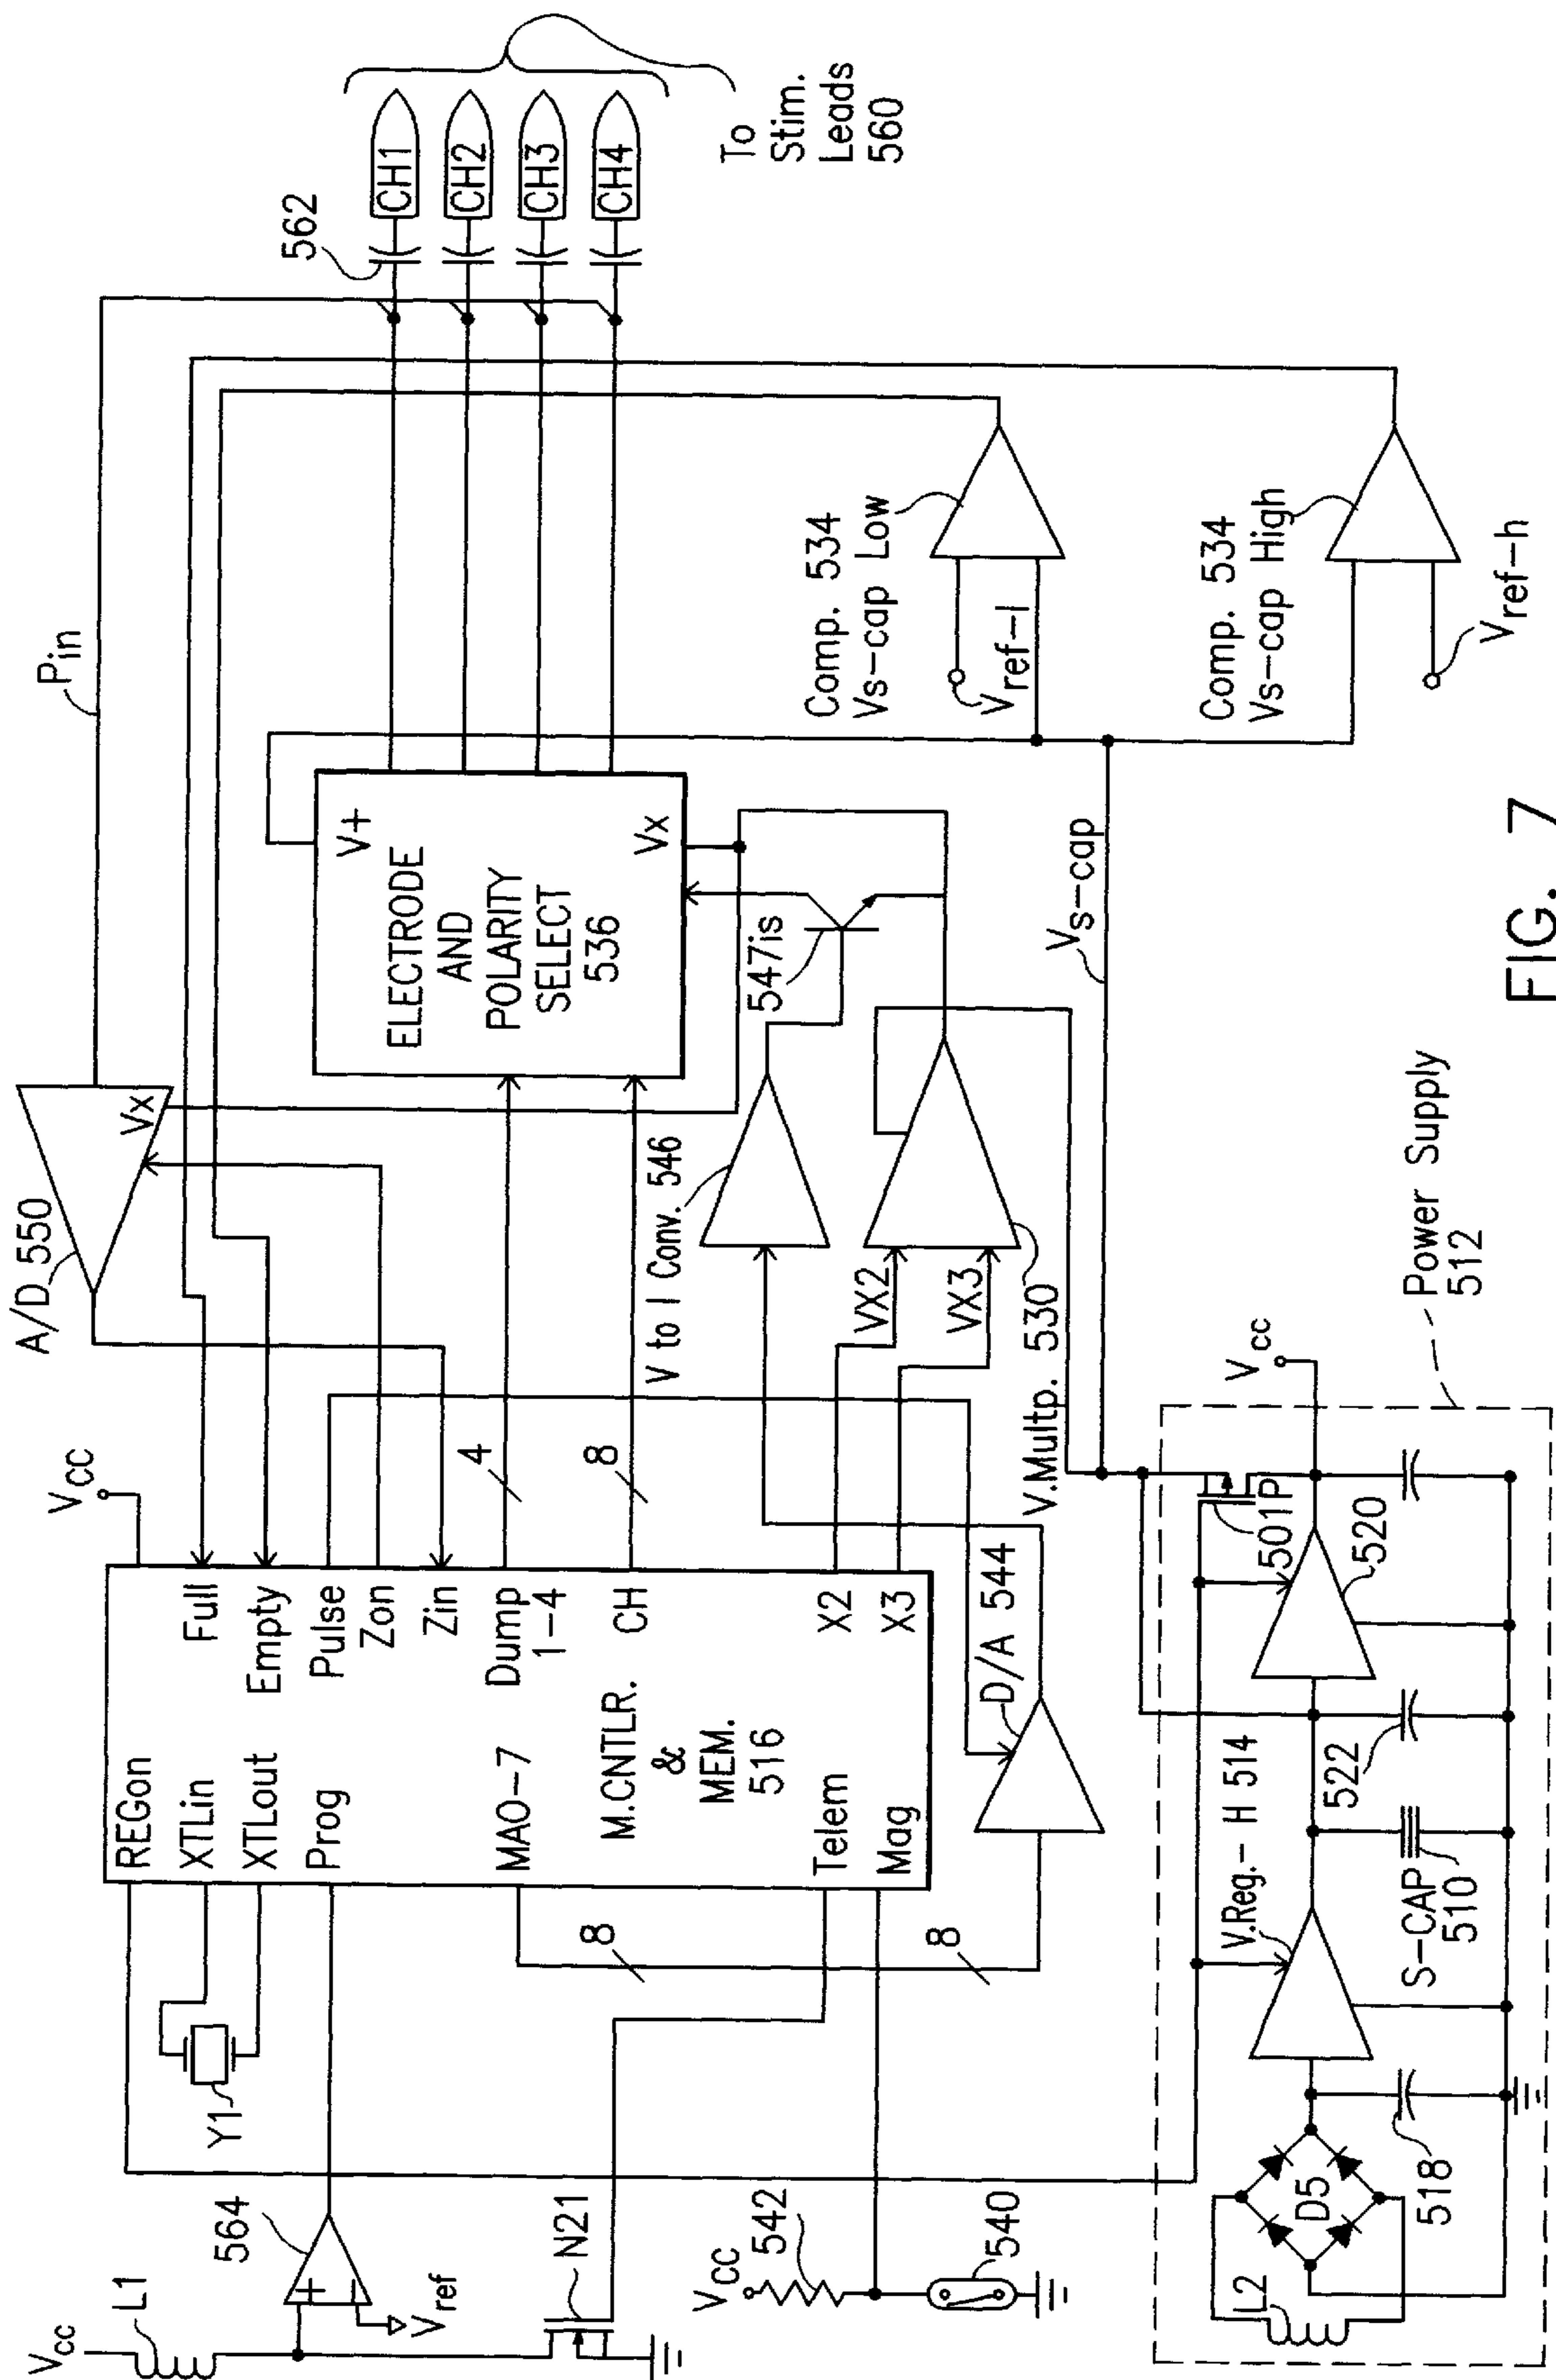 Vcc
L1
564
Vref
N21
Vcc
542
540
Y1
REGon
XTLin
XTLout
Prog
MAO-7
M.CNTLR.
&
MEM.
516
Telem
Mag
Vcc
Full
Empty
Pulse
Zon
Zin
Dump
1-4
CH
X2
X3
8
8
4
8
D/A 544
A/D 550
Vx
Pin
V to I Conv. 546
V.Multp. 530
VX2
VX3
547is
ELECTRODE
AND
POLARITY
SELECT
536
V+
Vx
562
CH1
CH2
CH3
CH4
To
Stim.
Leads
560
Comp. 534
Vs-cap Low
Vref-l
Comp. 534
Vs-cap High
Vref-h
Vs-cap
L2
D5
518
V.Reg.- H 514
S-CAP
510
522
520
501P
Vcc
Power Supply
512
FIG. 7